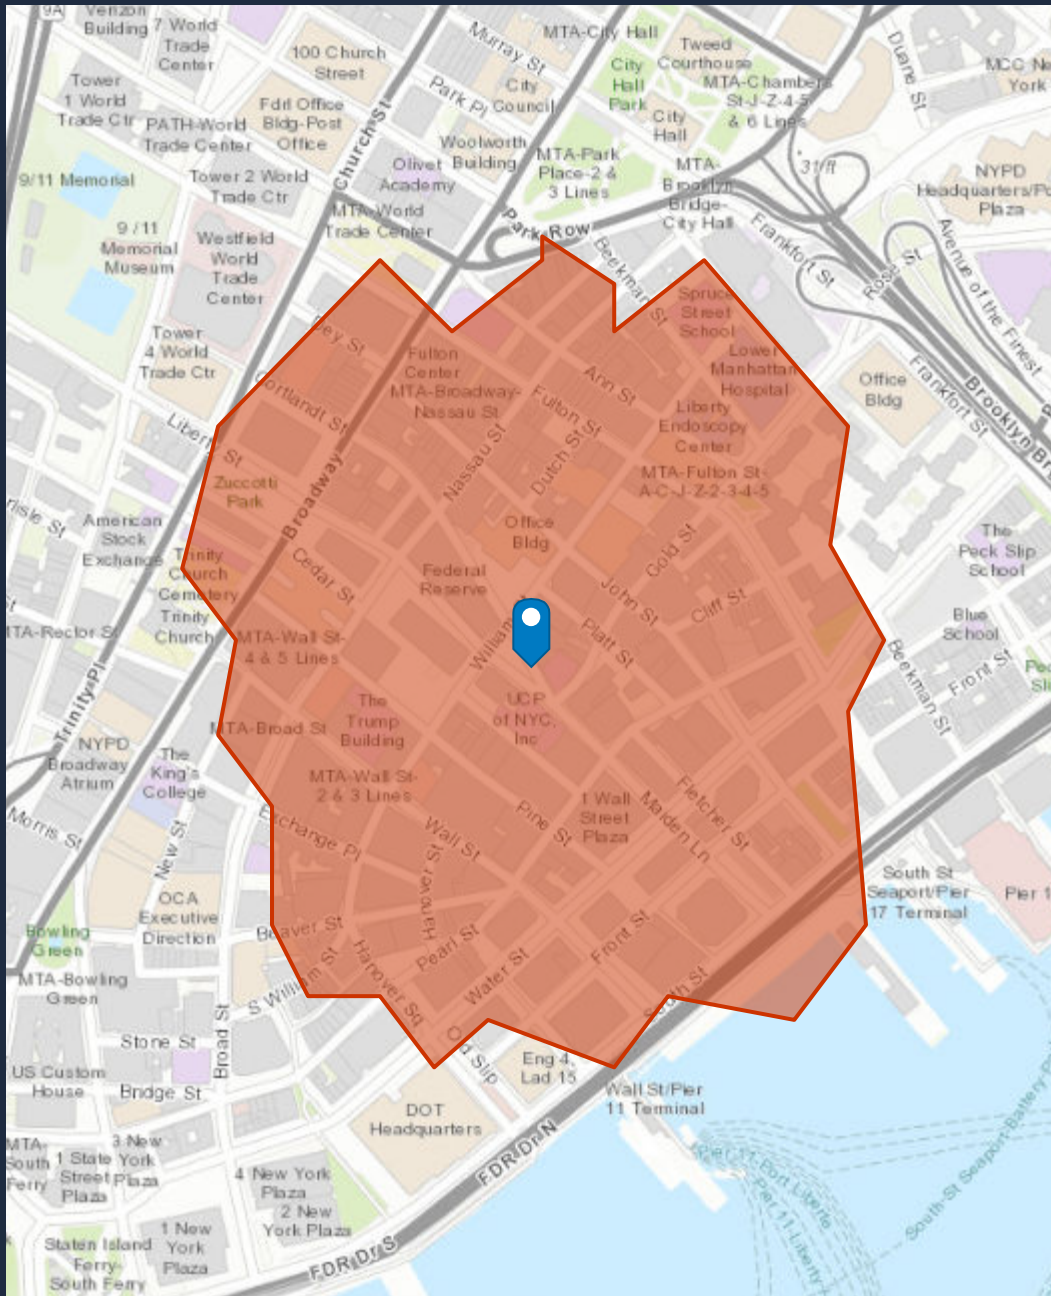 9A
Verizon
Building
7 World
Trade
Center
100 Church
Street
Murray St
MTA-City Hall
Tweed
Courthouse
Duane St
Tower
1 World
Trade Ctr
PATH-World
Trade Center
Fdrl Office
Bldg-Post
Office
Church St
Park Pl
City
Council
City
Hall
Park
MTA-Chambers
St-J-Z-4-5
& 6 Lines
City
Hall
Woolworth
Building
Olivet
Academy
MTA-Park
Place-2 &
3 Lines
MTA-
Brooklyn
Bridge-
City Hall
31 ft
NYPD
Plaza
9/11 Memorial
Tower 2 World
Trade Ctr
MTA-World
Trade Center
Park Row
Beekman St
Frankfort St
Rose St
Avenue of the Finest
9 / 11
Memorial
Museum
Westfield
World
Trade
Center
Spruce
Street
School
Dey St
Fulton
Center
MTA-Broadway-
Nassau St
Ann St
Fulton St
Lower
Manhattan
Hospital
Tower
4 World
Trade Ctr
Cortlandt St
Liberty St
Nassau St
Dutch St
Liberty
Endoscopy
Center
Office
Bldg
Frankfort St
MTA-Fulton St-
A-C-J-Z-2-3-4-5
Zuccotti
Park
Broadway
American
Stock
Exchange
Office
Bldg
Gold St
The
Peck Slip
School
Trinity
Church
Cemetery
Cedar St
Federal
Reserve
John St
Cliff St
Trinity
Church
MTA-Rector St
MTA-Wall St-
4 & 5 Lines
William
Platt St
Blue
School
Front St
Beekman St
Trinity Pl
UCP
of NYC,
Inc
The
Trump
Building
MTA-Broad St
NYPD
Broadway
Atrium
The
King's
College
MTA-Wall St-
2 & 3 Lines
Pine St
1 Wall
Street
Plaza
Maiden Ln
Fletcher St
Morris St
New St
Exchange Pl
Wall St
Hanover St
South St
Seaport/Pier
17 Terminal
Pier 1
OCA
Executive
Direction
Bowling
Green
Beaver St
Pearl St
Front St
MTA-Bowling
Green
S William St
Hanover Sq
Water St
South St
Broad St
Stone St
Old Slip
Eng 4,
Lad 15
US Custom
House
Bridge St
Wall St/Pier
11 Terminal
DOT
Headquarters
FDR Dr N
MTA-
South
Ferry
1 State
Street
Plaza
3 New
York
Plaza
4 New York
Plaza
2 New
York Plaza
1 New
York
Plaza
Staten Island
Ferry-
South Ferry
FDR Dr S
Pier 11-Port Liberte
Pier 11-Liberty
South-St Seaport-Battery